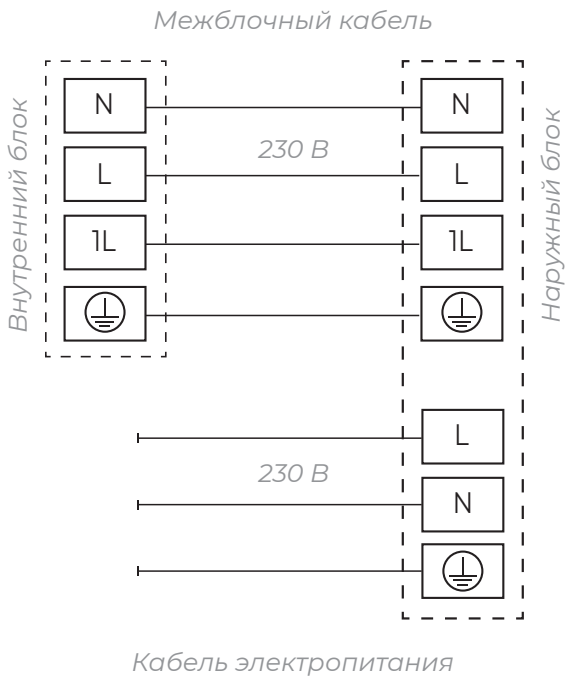 Межблочный кабель
Внутренний блок
N
N
230 В
L
L
1L
1L
Наружный блок
L
230 В
N
Кабель электропитания